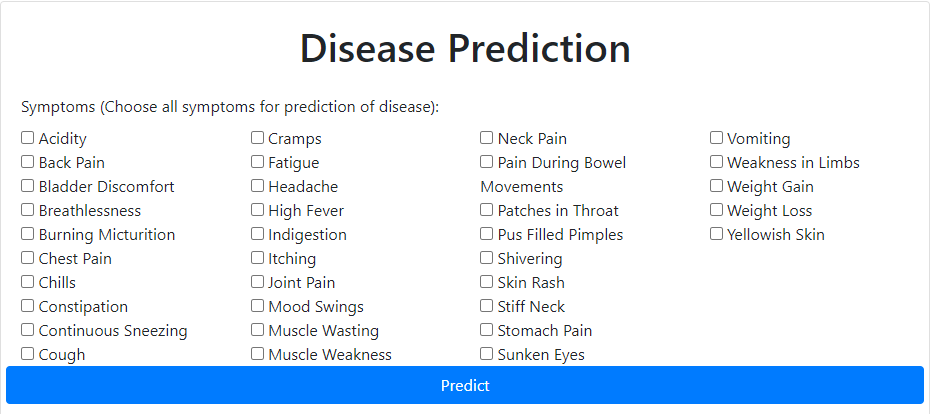 Disease Prediction
Symptoms (Choose all symptoms for prediction of disease):
Acidity
Back Pain
Bladder Discomfort
Breathlessness
Burning Micturition
Chest Pain
Chills
Constipation
Continuous Sneezing
Cough
Cramps
Fatigue
Headache
High Fever
Indigestion
Itching
Joint Pain
Mood Swings
Muscle Wasting
Muscle Weakness
Neck Pain
Pain During Bowel
Movements
Patches in Throat
Pus Filled Pimples
Shivering
Skin Rash
Stiff Neck
Stomach Pain
Sunken Eyes
Vomiting
Weakness in Limbs
Weight Gain
Weight Loss
Yellowish Skin
Predict